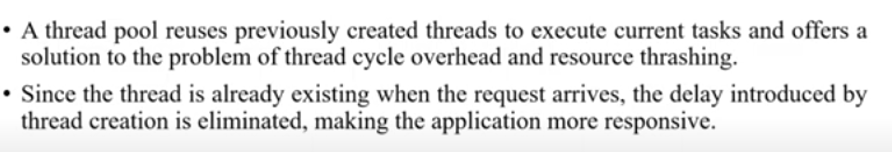 • A thread pool reuses previously created threads to execute current tasks and offers a
solution to the problem of thread cycle overhead and resource thrashing.
• Since the thread is already existing when the request arrives, the delay introduced by
thread creation is eliminated, making the application more responsive.